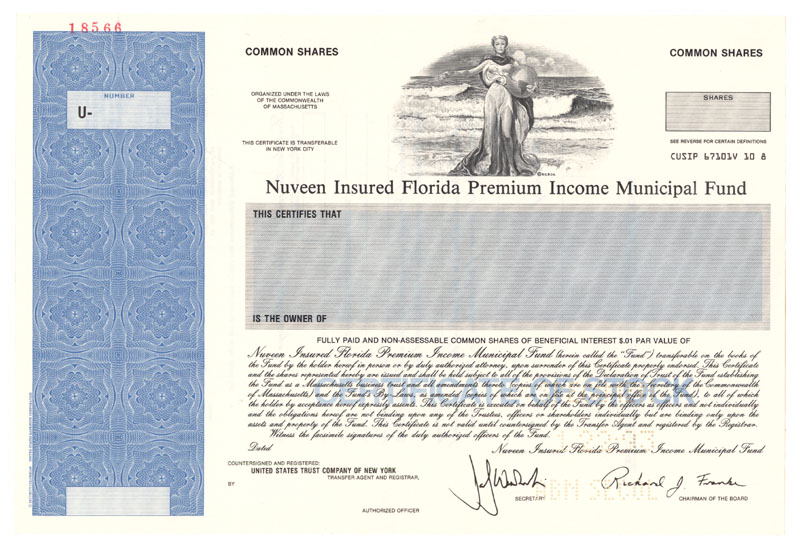 18566
NUMBER
U-
COMMON SHARES
ORGANIZED UNDER THE LAWS
OF THE COMMONWEALTH
OF MASSACHUSETTS
THIS CERTIFICATE IS TRANSFERABLE
IN NEW YORK CITY
COMMON SHARES
SHARES
SEE REVERSE FOR CERTAIN DEFINITIONS
CUSIP 67101V 10 8
Nuveen Insured Florida Premium Income Municipal Fund
THIS CERTIFIES THAT
IS THE OWNER OF
FULLY PAID AND NON-ASSESSABLE COMMON SHARES OF BENEFICIAL INTEREST $.01 PAR VALUE OF
Nuveen Insured Florida Premium Income Municipal Fund (herein called the "Fund") transferable on the books
of the Fund by the holder hereof in person or by duly authorized attorney, upon surrender of this Certificate properly endorsed. This Certificate
and the shares represented hereby are issued and shall be held subject to all of the provisions of the Declaration of Trust of the Fund establishing
the Fund as a Massachusetts business trust and all amendments thereto (copies of which are on file with the Secretary of the Commonwealth
of Massachusetts) and the Fund's By-Laws, as amended (copies of which are on file at the principal office of the Fund), to all of which
the holder by acceptance hereof expressly assents. This Certificate is executed on behalf of the Fund by the officers as officers and not individually
and the obligations hereof are not binding upon any of the Trustees, officers or shareholders individually but are binding only upon the
assets and property of the Fund. This Certificate is not valid until countersigned by the Transfer Agent and registered by the Registrar.
Witness the facsimile signatures of the duly authorized officers of the Fund.
Dated
Nuveen Insured Florida Premium Income Municipal Fund
COUNTERSIGNED AND REGISTERED:
UNITED STATES TRUST COMPANY OF NEW YORK
TRANSFER AGENT AND REGISTRAR,
BY
AUTHORIZED OFFICER
SECRETARY
Richard J Franke
CHAIRMAN OF THE BOARD